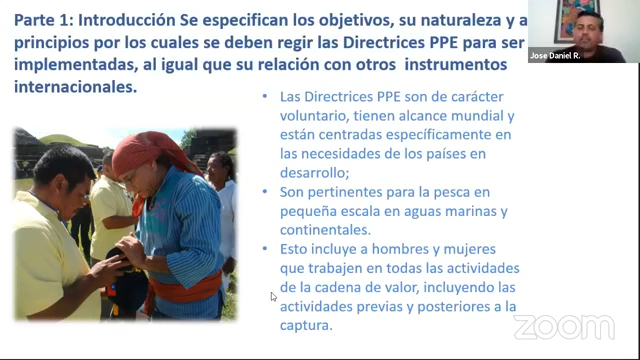 Parte 1: Introducción Se especifican los objetivos, su naturaleza y a
principios por los cuales se deben regir las Directrices PPE para ser
implementadas, al igual que su relación con otros instrumentos
internacionales.
• Las Directrices PPE son de carácter
voluntario, tienen alcance mundial y
están centradas específicamente en
las necesidades de los países en
desarrollo;
• Son pertinentes para la pesca en
pequeña escala en aguas marinas y
continentales.
• Esto incluye a hombres y mujeres
que trabajen en todas las actividades
de la cadena de valor, incluyendo las
actividades previas y posteriores a la
captura.
Jose Daniel R.
zoom